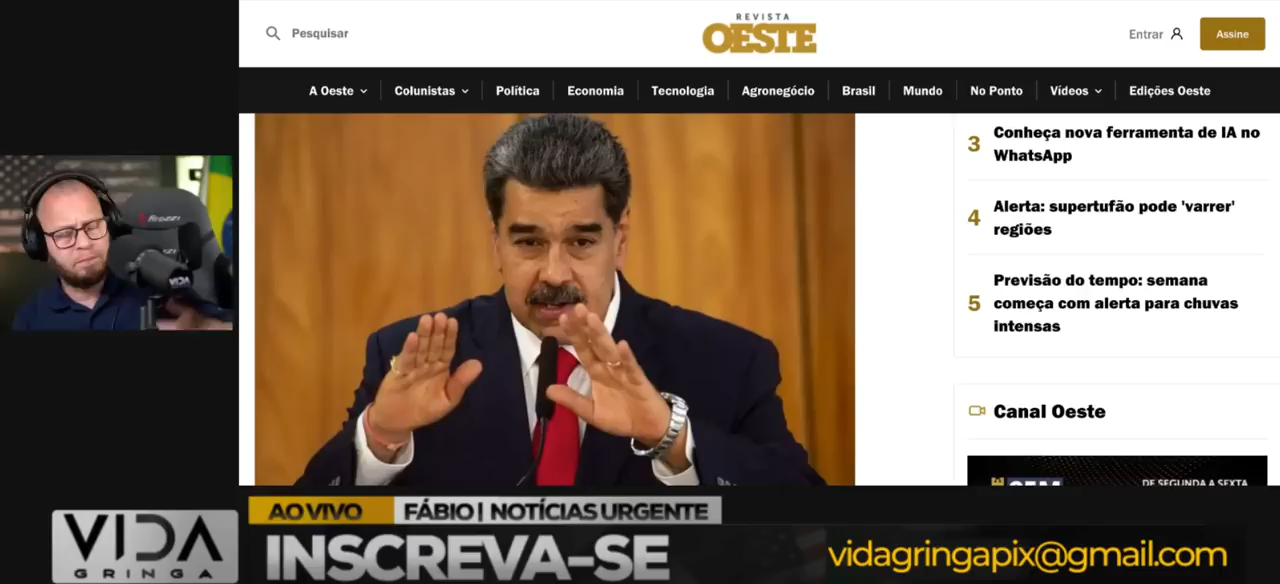 Pesquisar
REVISTA
OESTE
Entrar
Assine
A Oeste
Colunistas
Política
Economia
Tecnologia
Agronegócio
Brasil
Mundo
No Ponto
Vídeos
Edições Oeste
3
Conheça nova ferramenta de IA no
WhatsApp
4
Alerta: supertufão pode 'varrer'
regiões
5
Previsão do tempo: semana
começa com alerta para chuvas
intensas
Canal Oeste
DE SEGUNDA A SEXTA
VIDA
AO VIVO
FÁBIO | NOTÍCIAS URGENTE
VIDA
GRINGA
INSCREVA-SE
vidagringapix@gmail.com